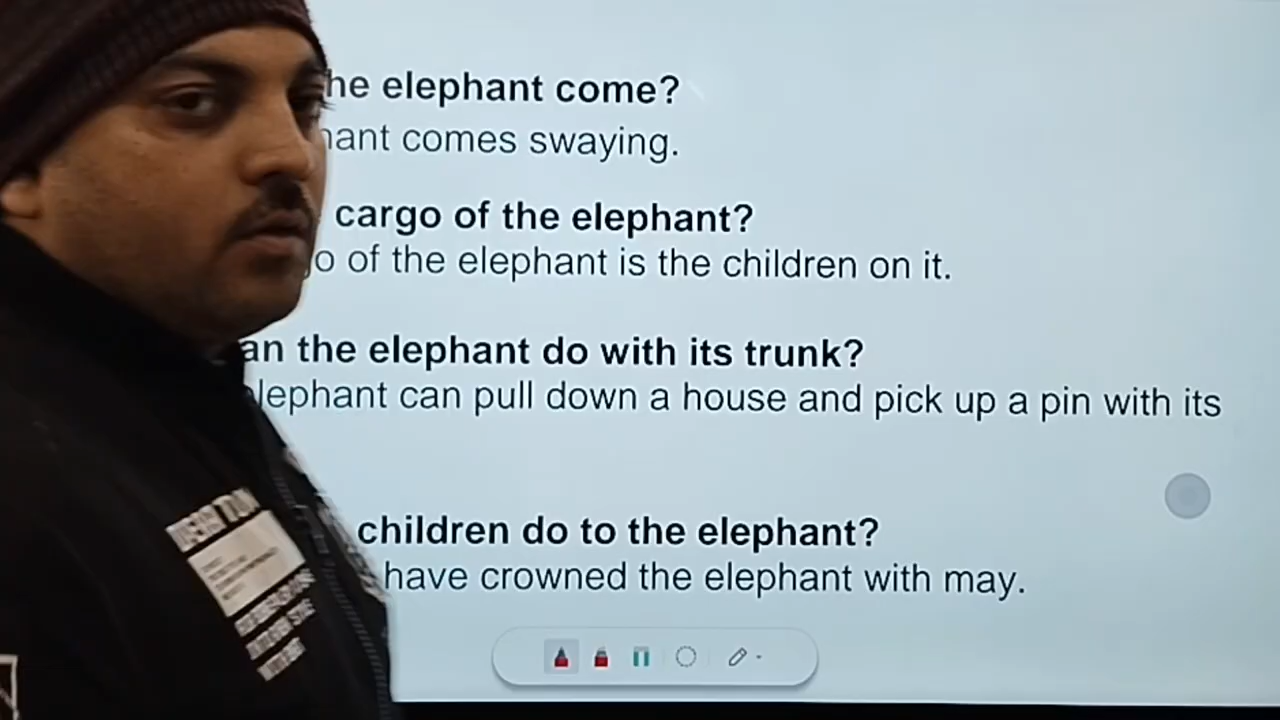 he elephant come?
hant comes swaying.
cargo of the elephant?
o of the elephant is the children on it.
an the elephant do with its trunk?
elephant can pull down a house and pick up a pin with its
children do to the elephant?
have crowned the elephant with may.